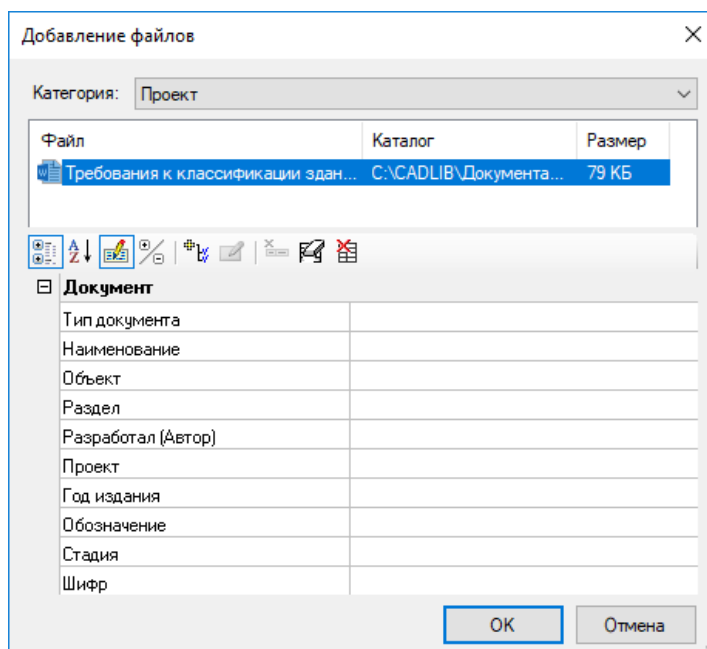 Добавление файлов
Категория: Проект
Файл Каталог Размер
Требования к классификации здан... C:\CADLIB\Документа... 79 КБ
Документ
Тип документа
Наименование
Объект
Раздел
Разработал (Автор)
Проект
Год издания
Обозначение
Стадия
Шифр
OK Отмена